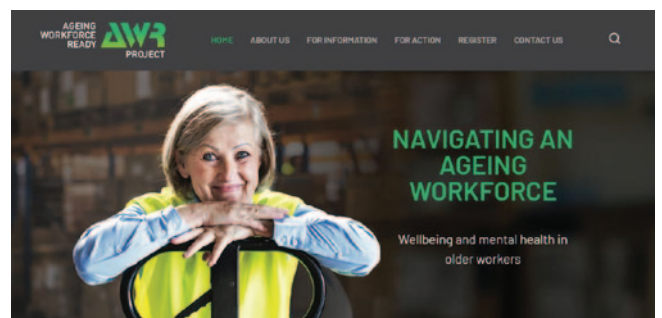 AGEING
WORKFORCE
READY
AWR
PROJECT
HOME ABOUT US FOR INFORMATION FOR ACTION REGISTER CONTACT US
NAVIGATING AN
AGEING
WORKFORCE
Wellbeing and mental health in
older workers